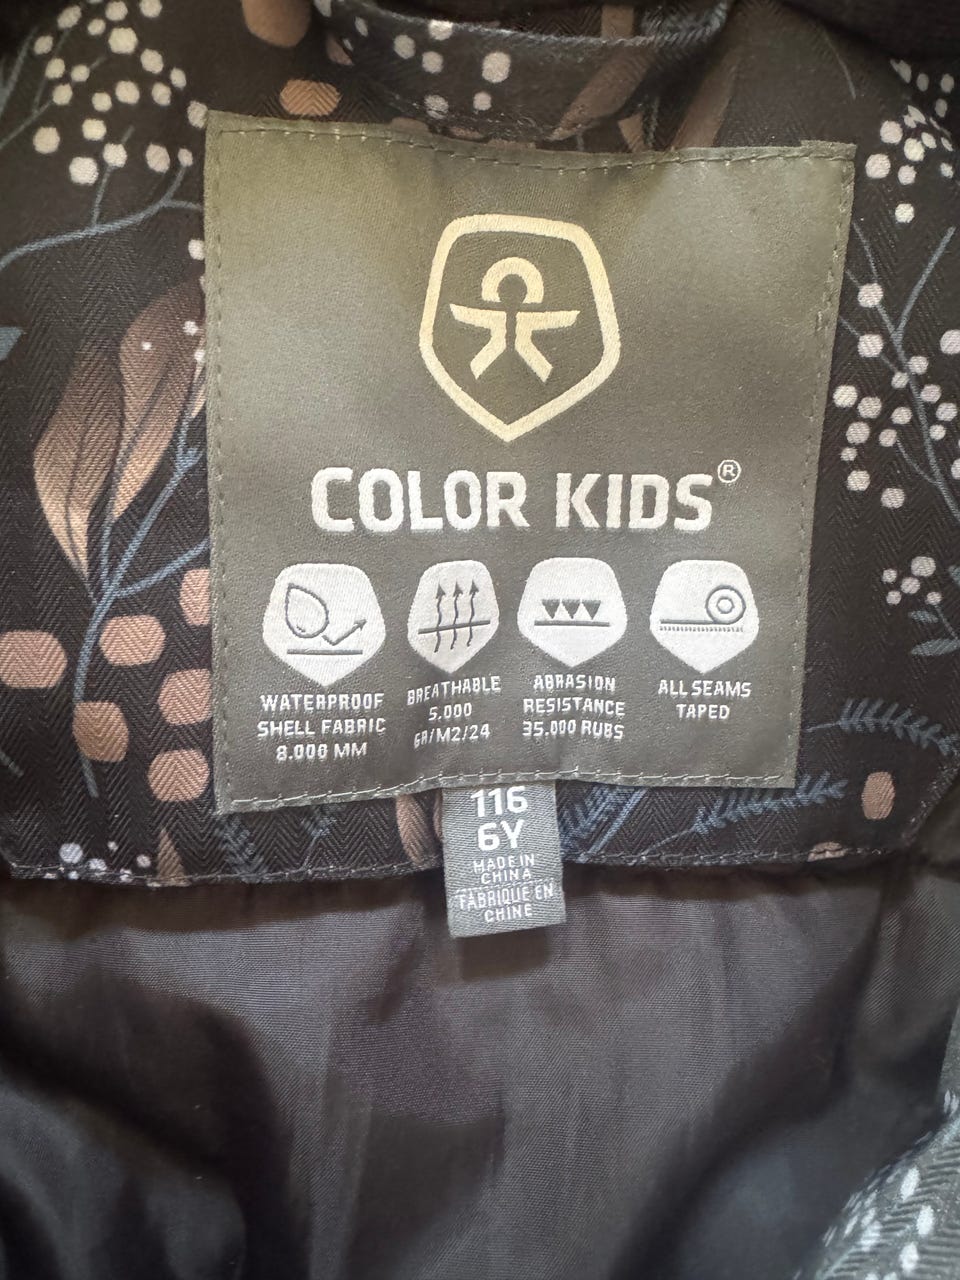 COLOR KIDS®
WATERPROOF
SHELL FABRIC
8.000 MM
BREATHABLE
5.000
GR/M2/24
ABRASION
RESISTANCE
35.000 RUBS
ALL SEAMS
TAPED
116
6Y
MADE IN
CHINA
FABRIQUE EN
CHINE